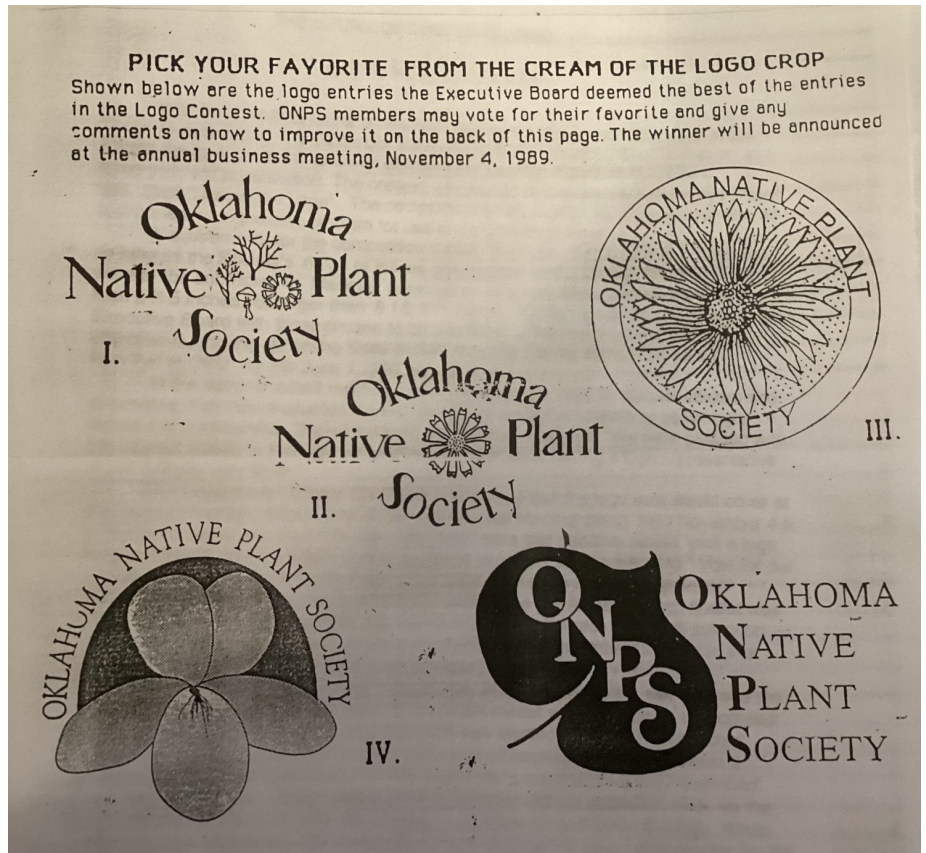 PICK YOUR FAVORITE FROM THE CREAM OF THE LOGO CROP
Shown below are the logo entries the Executive Board deemed the best of the entries
in the Logo Contest. ONPS members may vote for their favorite and give any
comments on how to improve it on the back of this page. The winner will be announced
at the annual business meeting, November 4, 1989.
Oklahoma
Native Plant
Society
I.
OKLAHOMA NATIVE PLANT
SOCIETY
III.
Oklahoma
Native Plant
Society
II.
OKLAHOMA NATIVE PLANT SOCIETY
IV.
ONPS
OKLAHOMA
NATIVE
PLANT
SOCIETY